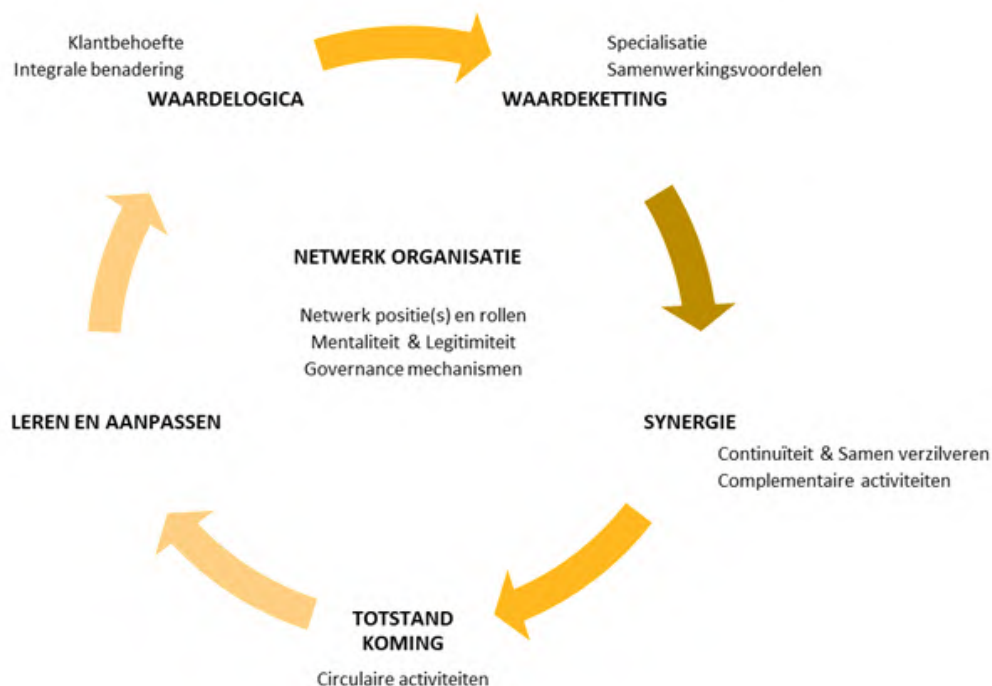 Klantbehoefte
Integrale benadering
WAARDELOGICA
Specialisatie
Samenwerkingsvoordelen
WAARDEKETTING
NETWERK ORGANISATIE
Netwerk positie(s) en rollen
Mentaliteit & Legitimiteit
Governance mechanismen
LEREN EN AANPASSEN
SYNERGIE
Continuïteit & Samen verzilveren
Complementaire activiteiten
TOTSTAND
KOMING
Circulaire activiteiten